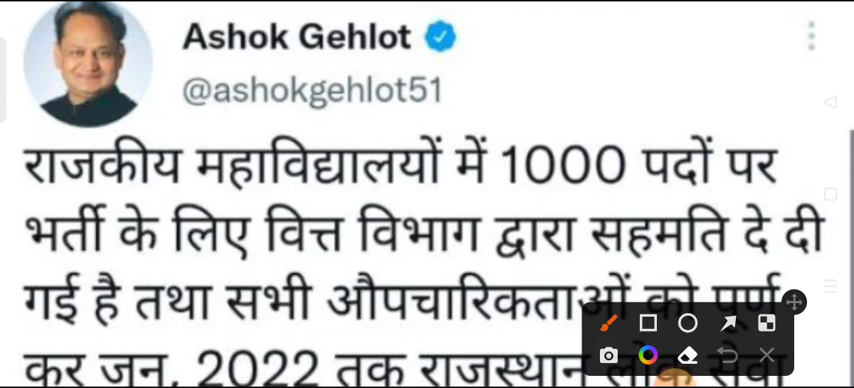 Ashok Gehlot
@ashokgehlot51
राजकीय महाविद्यालयों में 1000 पदों पर
भर्ती के लिए वित्त विभाग द्वारा सहमति दे दी
गई है तथा सभी औपचारिकताओं को पूर्ण
कर जन, 2022 तक राजस्थान लोक सेवा